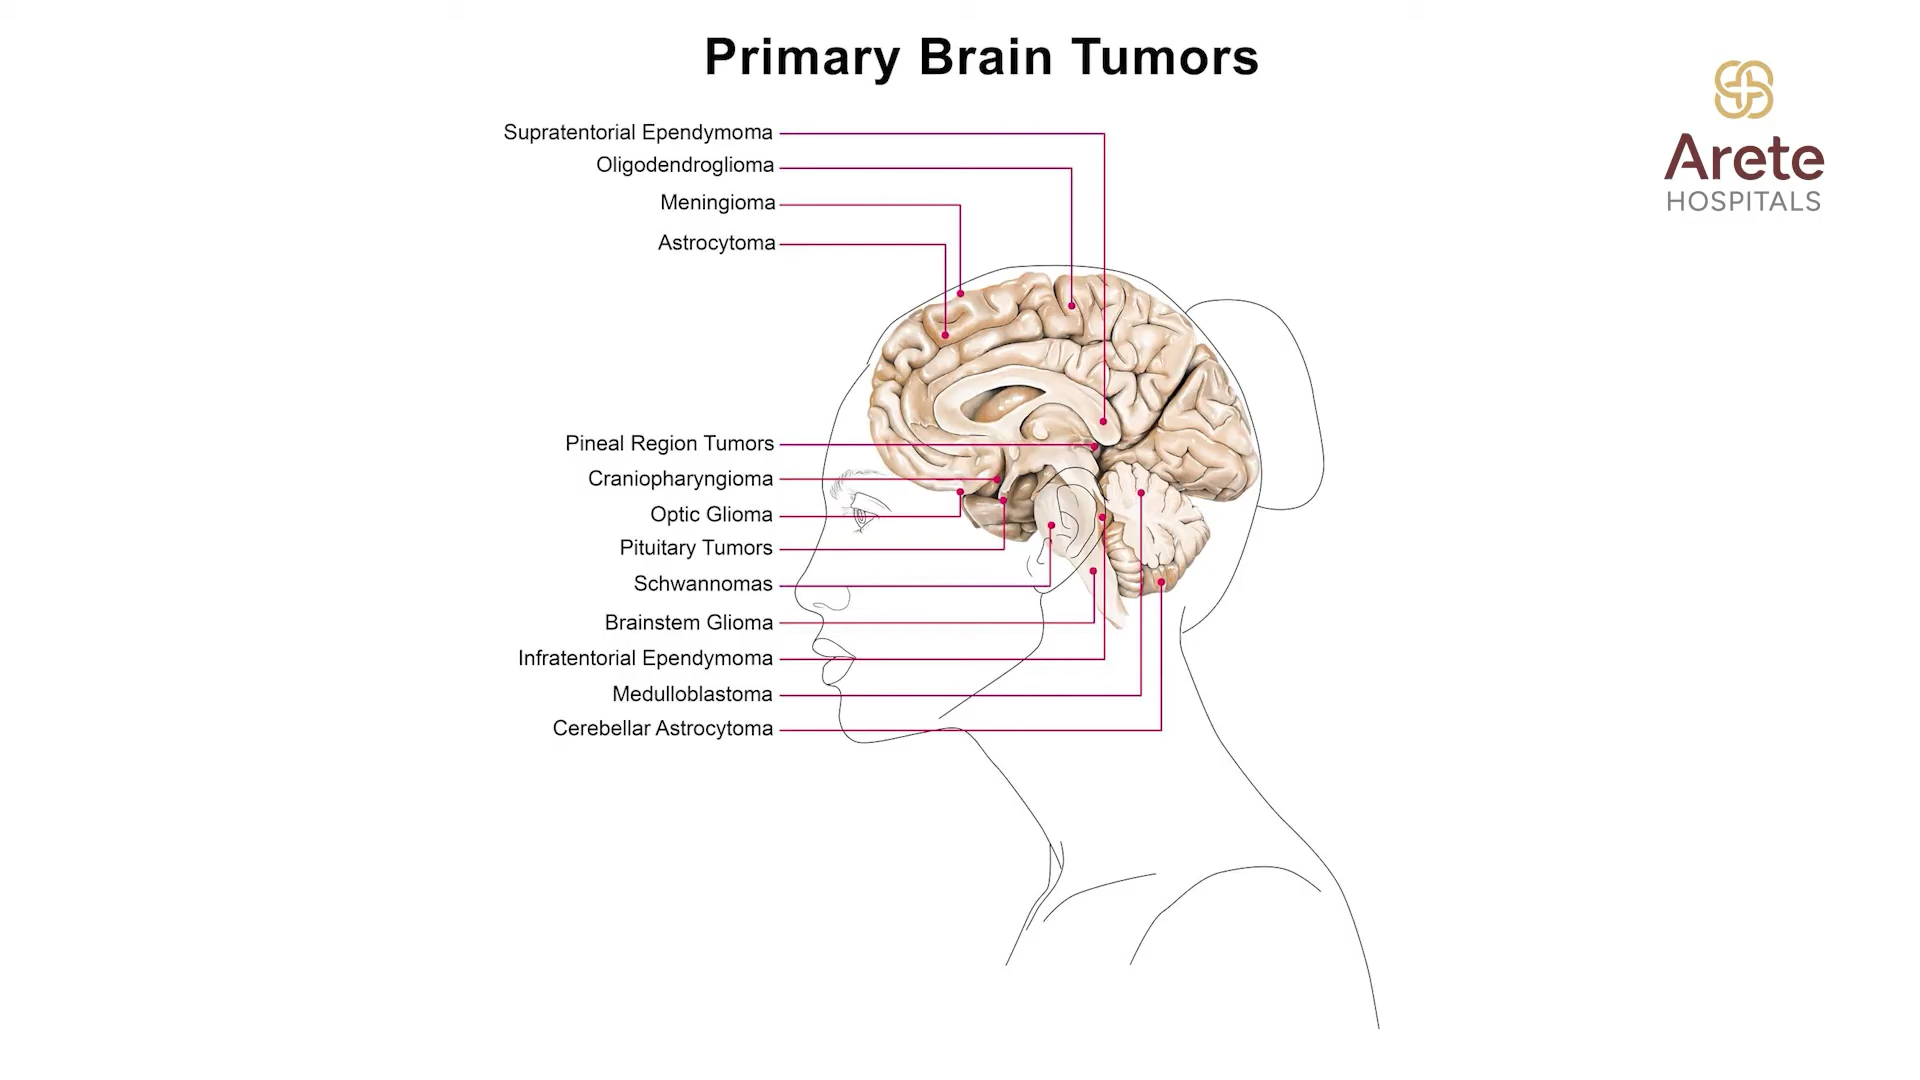 Primary Brain Tumors
Arete
HOSPITALS
Supratentorial Ependymoma
Oligodendroglioma
Meningioma
Astrocytoma
Pineal Region Tumors
Craniopharyngioma
Optic Glioma
Pituitary Tumors
Schwannomas
Brainstem Glioma
Infratentorial Ependymoma
Medulloblastoma
Cerebellar Astrocytoma